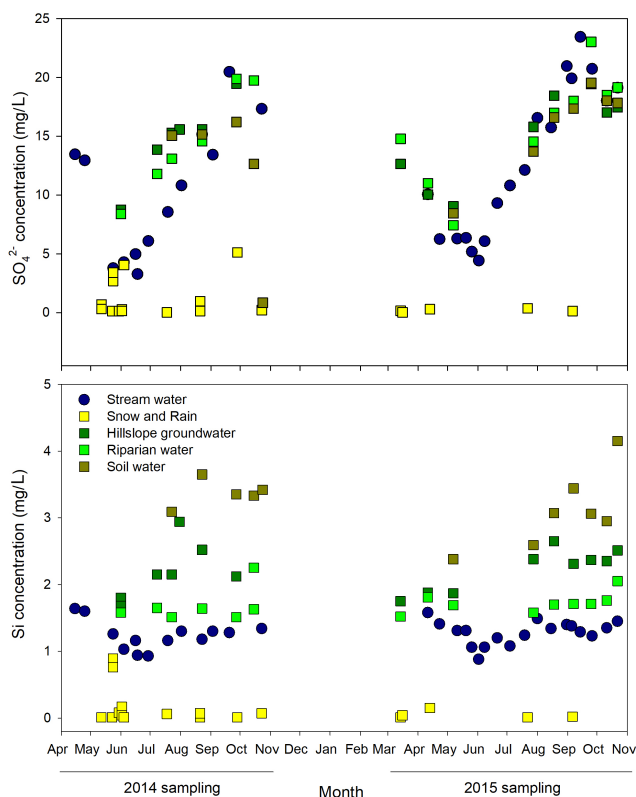 25
20
15
10
5
0
SO₄²⁻ concentration (mg/L)
5
4
3
2
1
0
Si concentration (mg/L)
Stream water
Snow and Rain
Hillslope groundwater
Riparian water
Soil water
Apr May Jun Jul Aug Sep Oct Nov Dec Jan Feb Mar Apr May Jun Jul Aug Sep Oct Nov
2014 sampling Month 2015 sampling